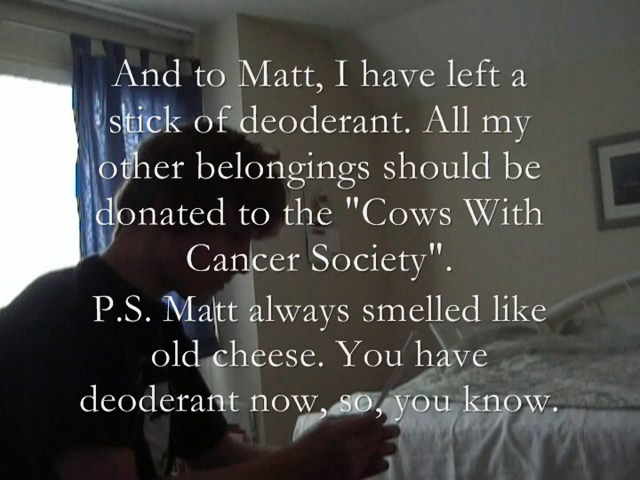 And to Matt, I have left a
stick of deoderant. All my
other belongings should be
donated to the "Cows With
Cancer Society".
P.S. Matt always smelled like
old cheese. You have
deoderant now, so, you know.